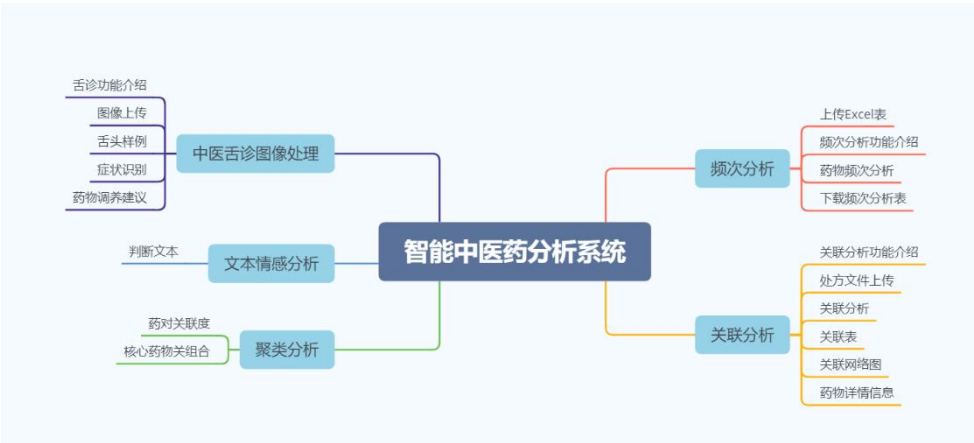 智能中医药分析系统
中医舌诊图像处理
舌诊功能介绍
图像上传
舌头样例
症状识别
药物调养建议
文本情感分析
判断文本
聚类分析
药对关联度
核心药物关组合
频次分析
上传Excel表
频次分析功能介绍
药物频次分析
下载频次分析表
关联分析
关联分析功能介绍
处方文件上传
关联分析
关联表
关联网络图
药物详情信息